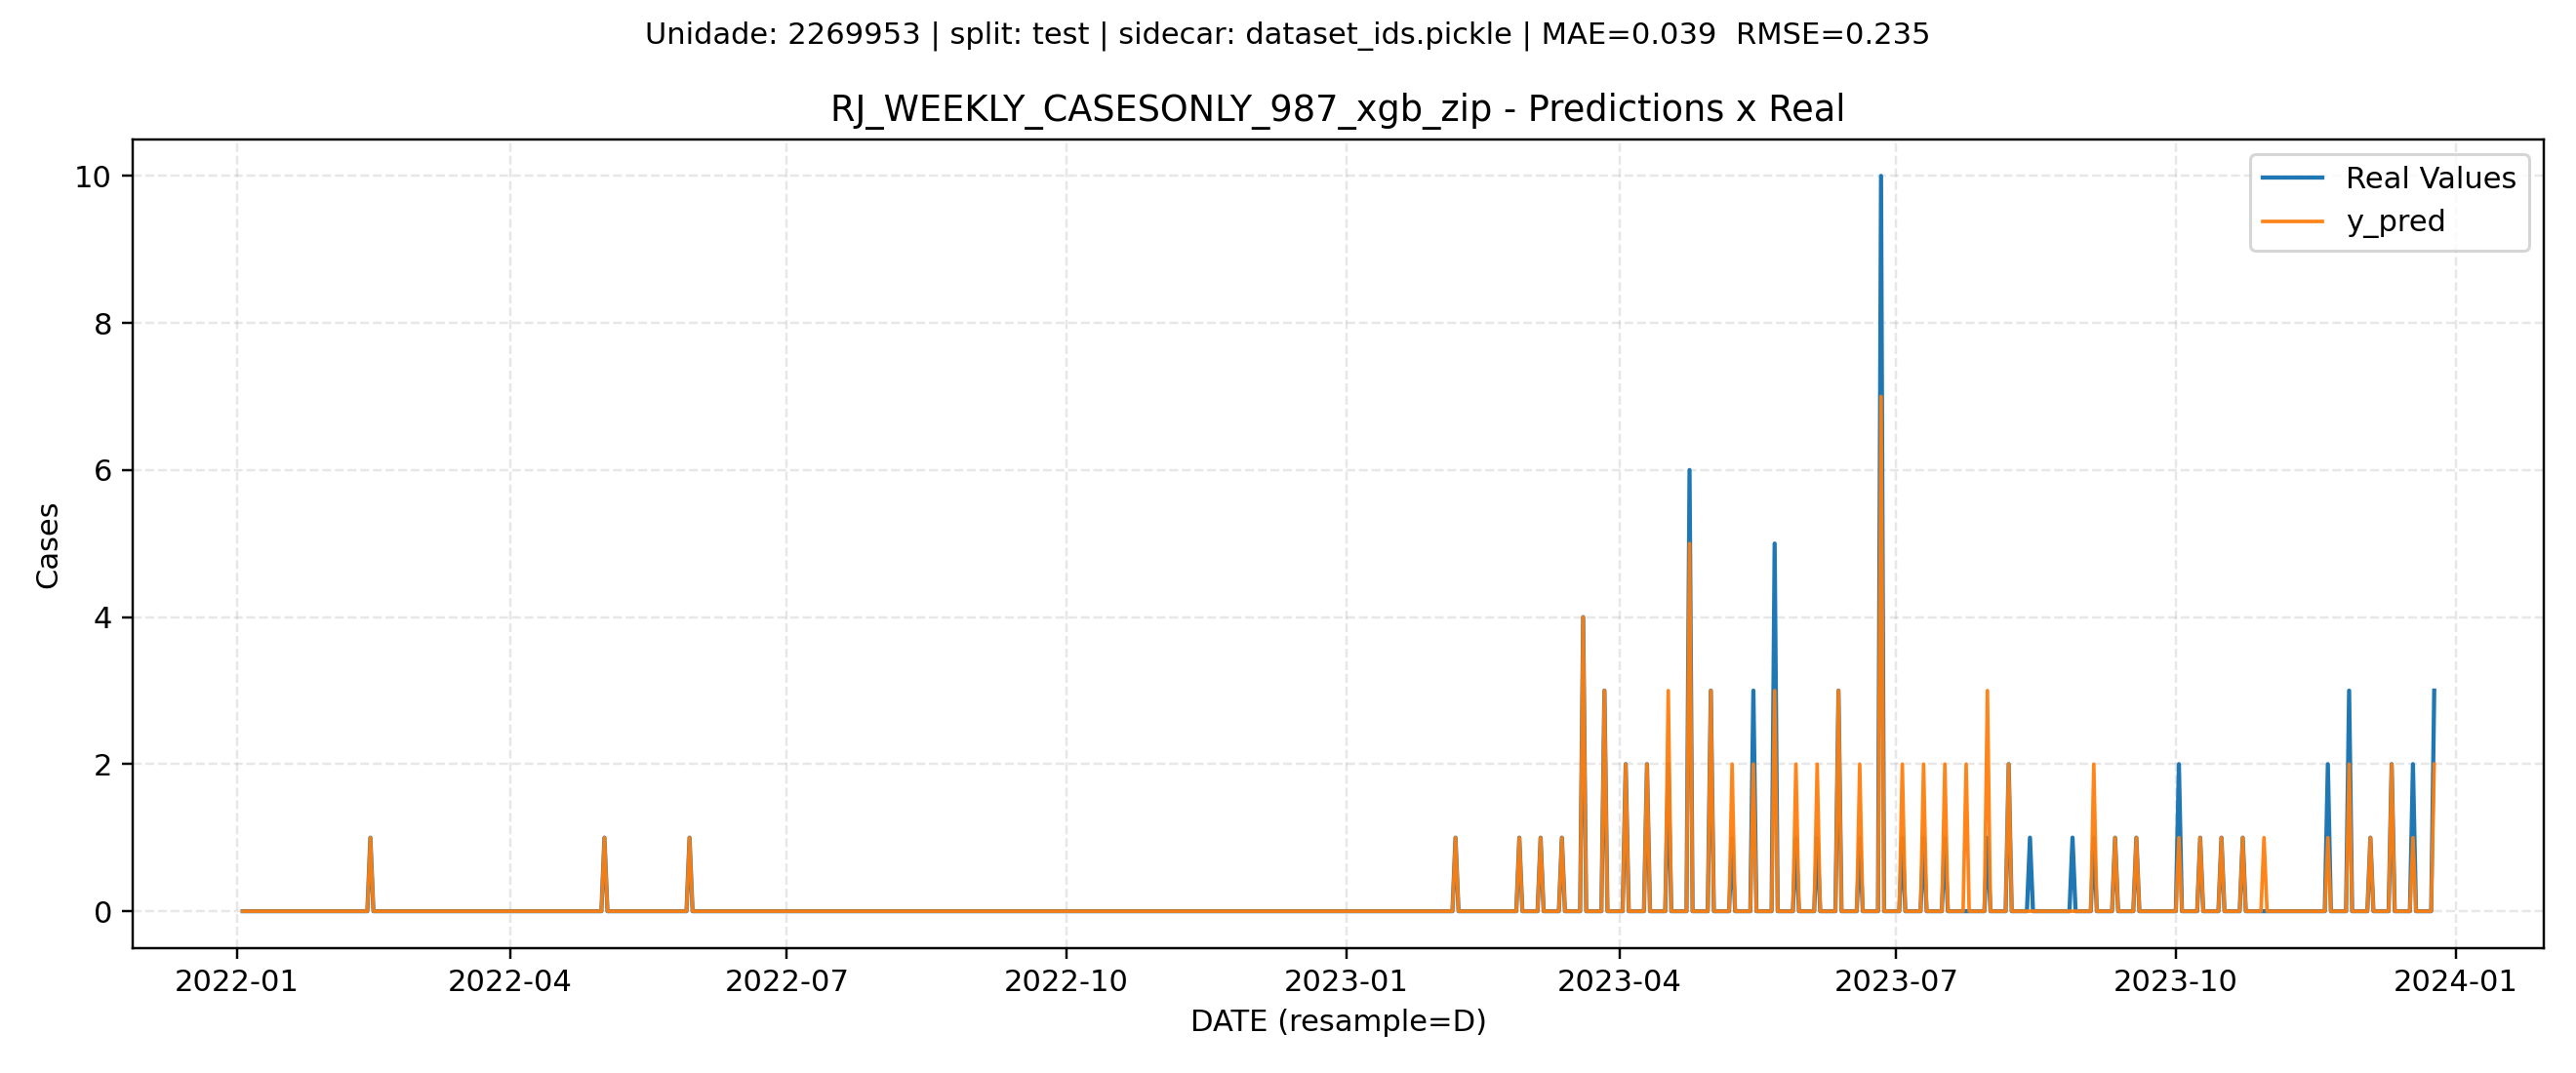 Unidade: 2269953 | split: test | sidecar: dataset_ids.pickle | MAE=0.039  RMSE=0.235
RJ_WEEKLY_CASESONLY_987_xgb_zip - Predictions x Real
Real Values
y_pred
Cases
10
8
6
4
2
0
2022-01 2022-04 2022-07 2022-10 2023-01 2023-04 2023-07 2023-10 2024-01
DATE (resample=D)